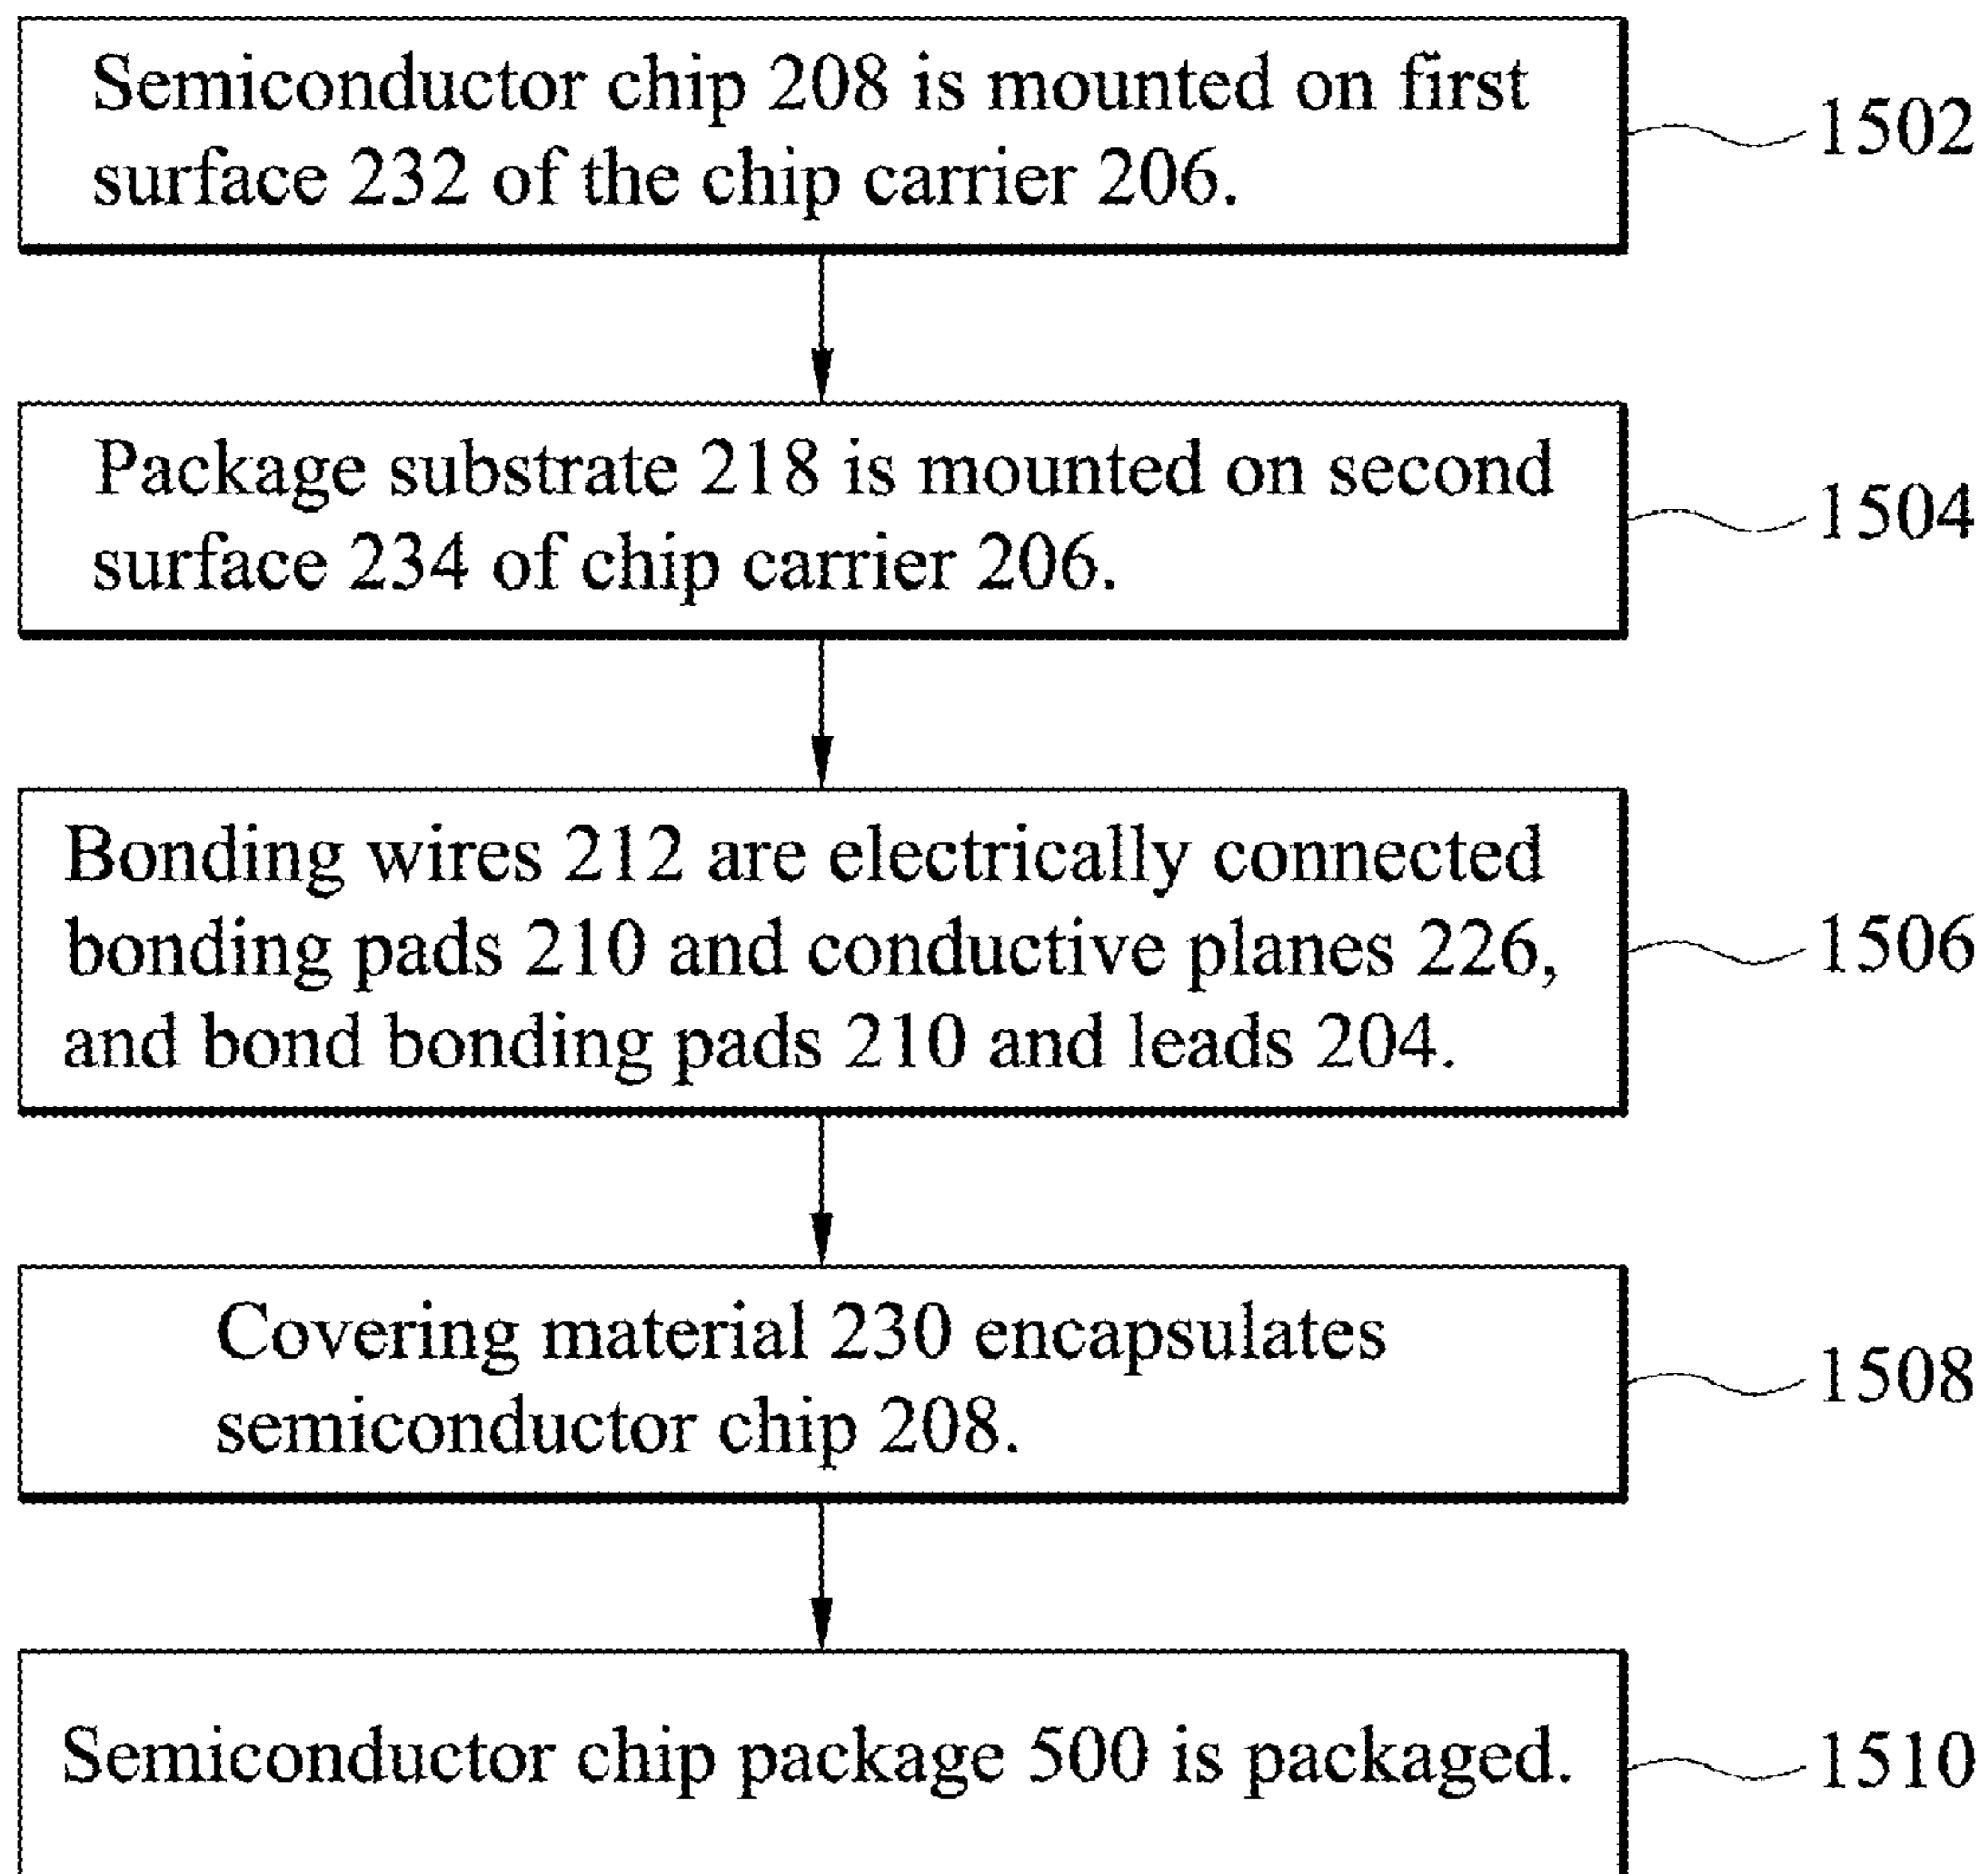 Semiconductor chip 208 is mounted on first
surface 232 of the chip carrier 206.
1502
Package substrate 218 is mounted on second
surface 234 of chip carrier 206.
1504
Bonding wires 212 are electrically connected
bonding pads 210 and conductive planes 226,
and bond bonding pads 210 and leads 204.
1506
Covering material 230 encapsulates
semiconductor chip 208.
1508
Semiconductor chip package 500 is packaged.
1510